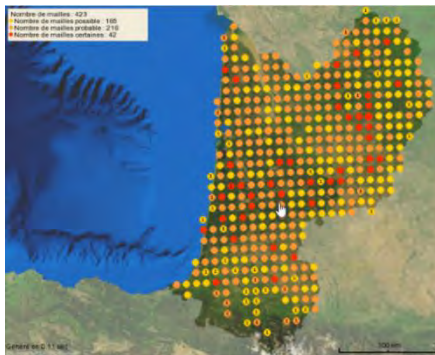 Nombre de mailles : 423
Nombre de mailles possible : 165
Nombre de mailles probable : 216
Nombre de mailles certaines : 42
100 km